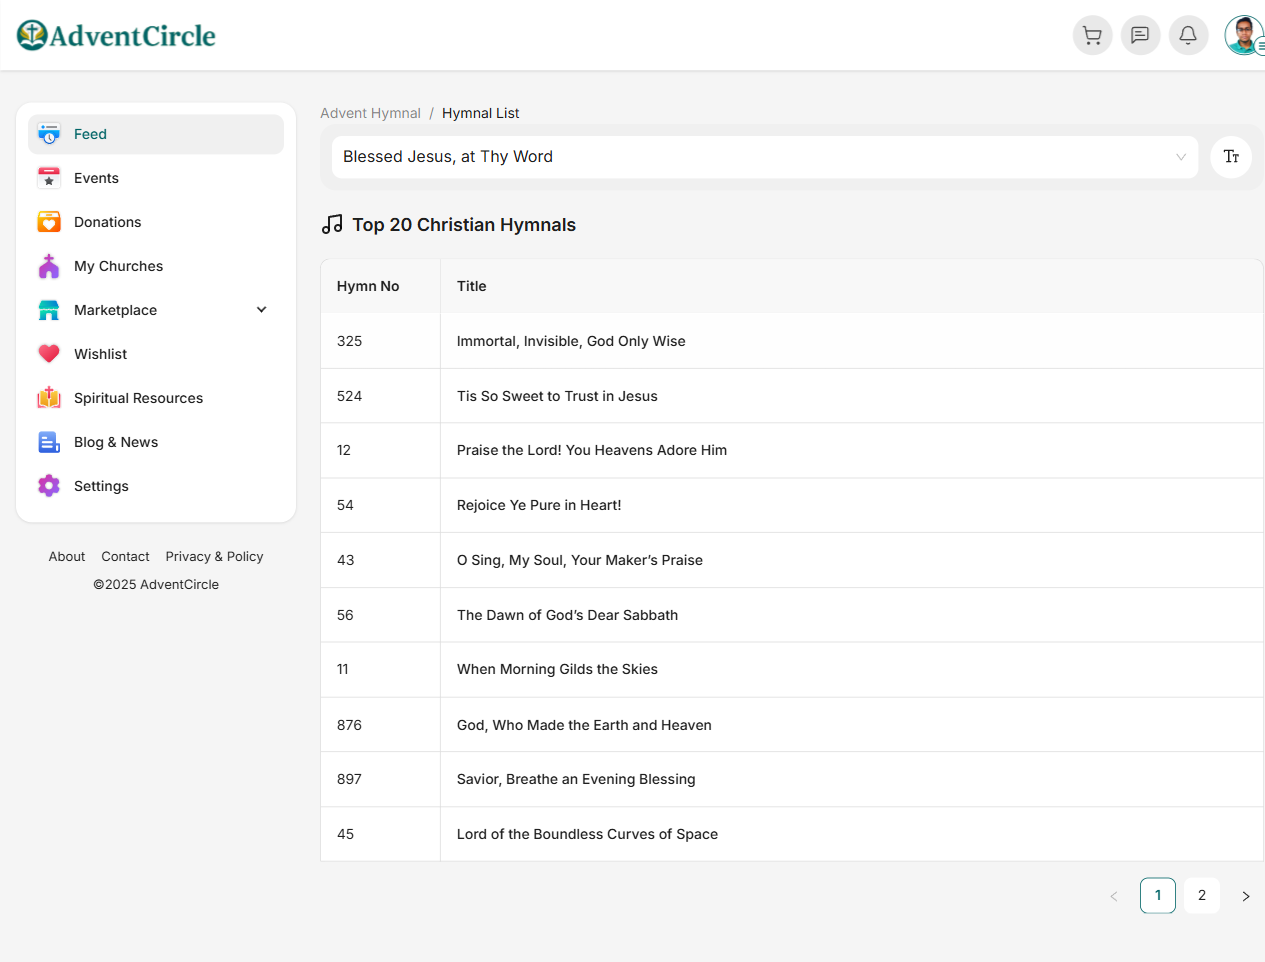 AdventCircle
Feed
Events
Donations
My Churches
Marketplace
Wishlist
Spiritual Resources
Blog & News
Settings
About Contact Privacy & Policy
©2025 AdventCircle
Advent Hymnal / Hymnal List
Blessed Jesus, at Thy Word
Tт
Top 20 Christian Hymnals
Hymn No Title
325 Immortal, Invisible, God Only Wise
524 Tis So Sweet to Trust in Jesus
12 Praise the Lord! You Heavens Adore Him
54 Rejoice Ye Pure in Heart!
43 O Sing, My Soul, Your Maker’s Praise
56 The Dawn of God’s Dear Sabbath
11 When Morning Gilds the Skies
876 God, Who Made the Earth and Heaven
897 Savior, Breathe an Evening Blessing
45 Lord of the Boundless Curves of Space
< 1 2 >